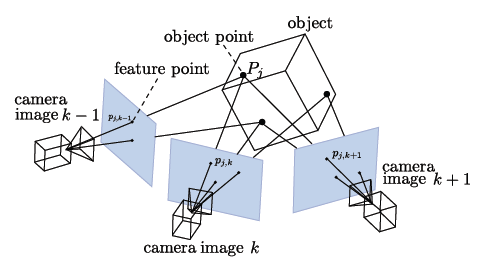 object
object point
P_j
feature point
camera
image k − 1
p_{j,k−1}
p_{j,k}
p_{j,k+1}
camera
image k + 1
camera image k